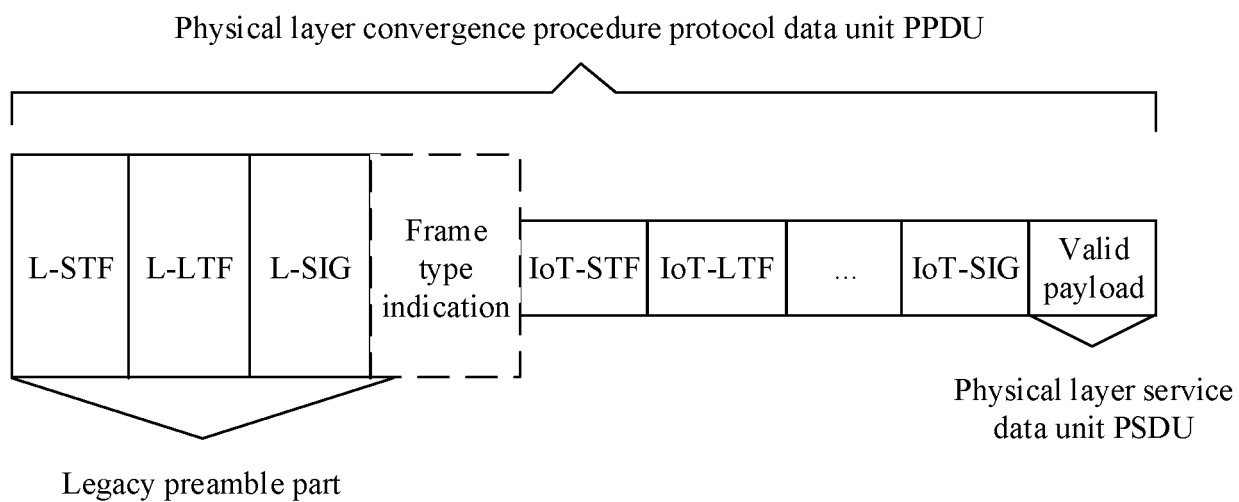 Physical layer convergence procedure protocol data unit PPDU
L-STF
L-LTF
L-SIG
Frame
type
indication
IoT-STF
IoT-LTF
...
IoT-SIG
Valid
payload
Physical layer service
data unit PSDU
Legacy preamble part